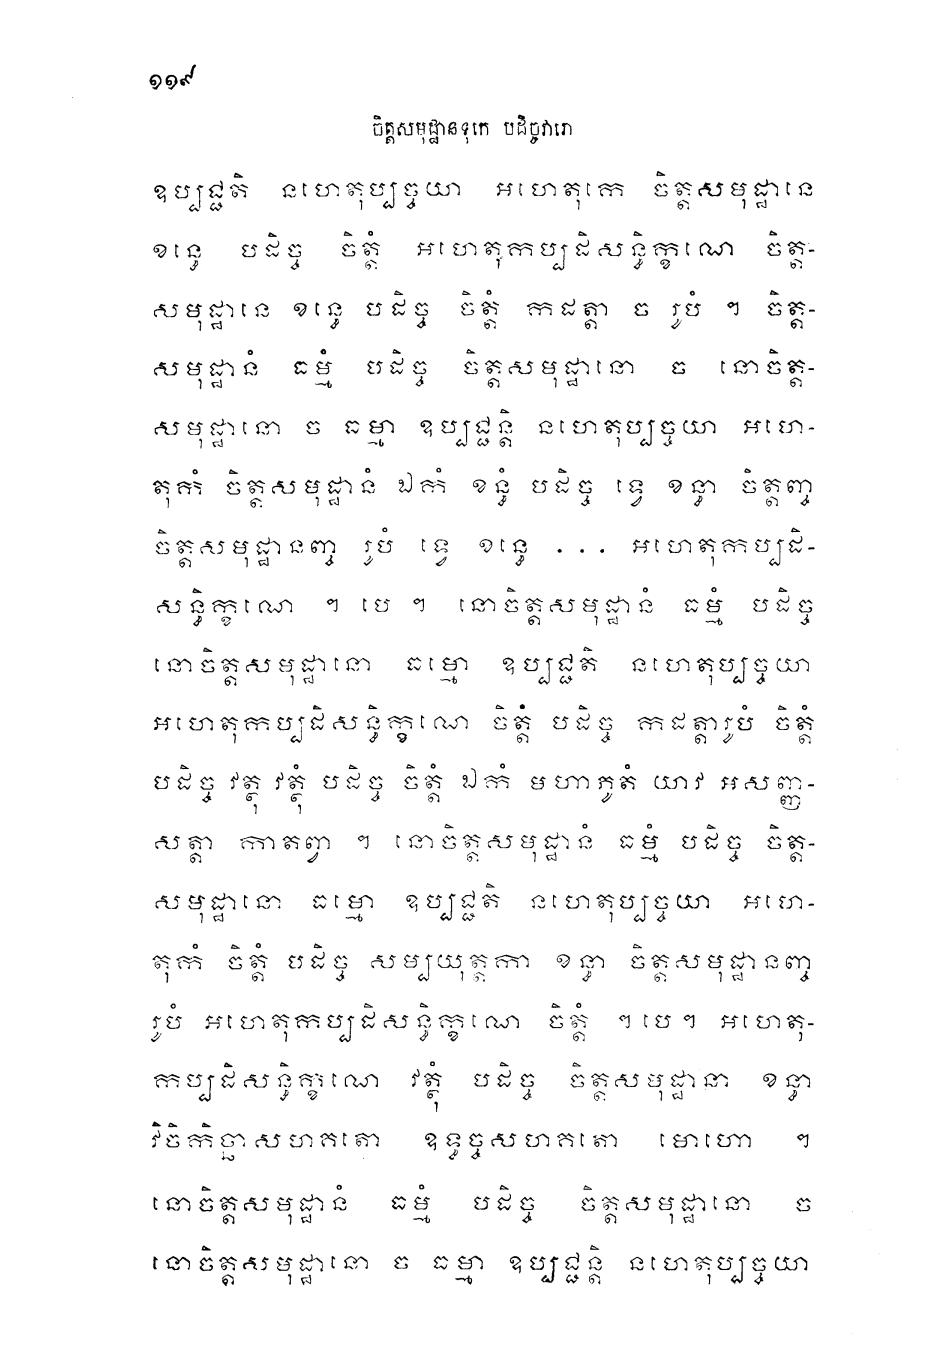 ១១៩
ចិត្តសមុដ្ឋានទុកេ បដិច្ចវារោ
ឧប្បជ្ជតិ នហេតុប្បច្ចយា អហេតុកេ ចិត្តសមុដ្ឋានេ
ខន្ធេ បដិច្ច ចិត្តំ អហេតុកប្បដិសន្ធិក្ខណេ ចិត្ត-
សមុដ្ឋានេ ខន្ធេ បដិច្ច ចិត្តំ កដត្តា ច រូបំ ។ ចិត្ត-
សមុដ្ឋានំ ធម្មំ បដិច្ច ចិត្តសមុដ្ឋានោ ច នោចិត្ត-
សមុដ្ឋានោ ច ធម្មា ឧប្បជ្ជន្តិ នហេតុប្បច្ចយា អហេ-
តុកំ ចិត្តសមុដ្ឋានំ ឯកំ ខន្ធំ បដិច្ច ទ្វេ ខន្ធា ចិត្តញ្ច
ចិត្តសមុដ្ឋានញ្ច រូបំ ទ្វេ ខន្ធេ ... អហេតុកប្បដិ-
សន្ធិក្ខណេ ។ បេ ។ នោចិត្តសមុដ្ឋានំ ធម្មំ បដិច្ច
នោចិត្តសមុដ្ឋានោ ធម្មោ ឧប្បជ្ជតិ នហេតុប្បច្ចយា
អហេតុកប្បដិសន្ធិក្ខណេ ចិត្តំ បដិច្ច កដត្តារូបំ ចិត្តំ
បដិច្ច វត្ថុ វត្ថុំ បដិច្ច ចិត្តំ ឯកំ មហាភូតំ យាវ អសញ្ញ-
សត្តា កាតព្វា ។ នោចិត្តសមុដ្ឋានំ ធម្មំ បដិច្ច ចិត្ត-
សមុដ្ឋានោ ធម្មោ ឧប្បជ្ជតិ នហេតុប្បច្ចយា អហេ-
តុកំ ចិត្តំ បដិច្ច សម្បយុត្តកា ខន្ធា ចិត្តសមុដ្ឋានញ្ច
រូបំ អហេតុកប្បដិសន្ធិក្ខណេ ចិត្តំ ។បេ។ អហេតុ-
កប្បដិសន្ធិក្ខណេ វត្ថុំ បដិច្ច ចិត្តសមុដ្ឋានា ខន្ធា
វិចិកិច្ឆាសហគតោ ឧទ្ធច្ចសហគតោ មោហោ ។
នោចិត្តសមុដ្ឋានំ ធម្មំ បដិច្ច ចិត្តសមុដ្ឋានោ ច
នោចិត្តសមុដ្ឋានោ ច ធម្មា ឧប្បជ្ជន្តិ នហេតុប្បច្ចយា